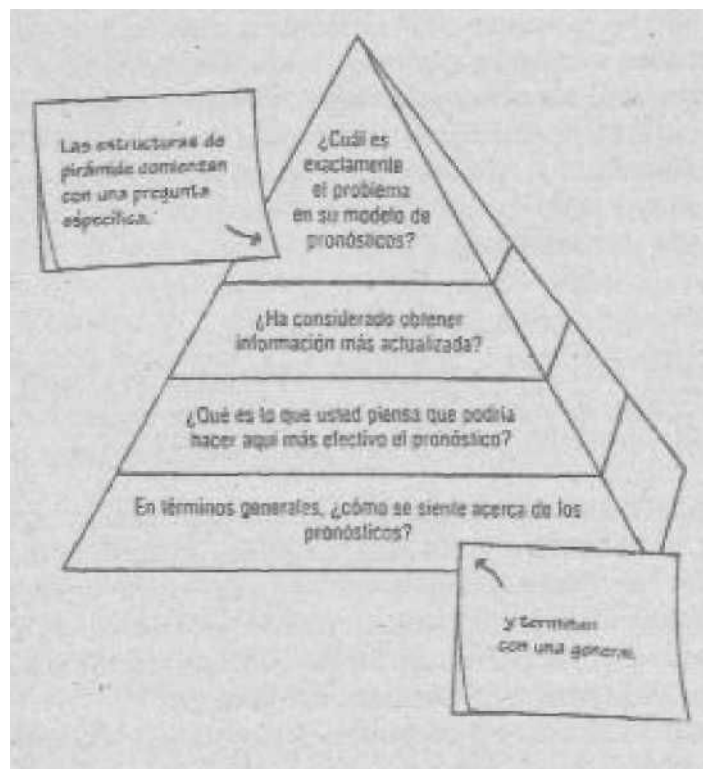 Las estructuras de
pirámide comienzan
con una pregunta
específica.
¿Cuál es
exactamente
el problema
en su modelo de
pronósticos?
¿Ha considerado obtener
información más actualizada?
¿Qué es lo que usted piensa que podría
hacer aquí más efectivo el pronóstico?
En términos generales, ¿cómo se siente acerca de los
pronósticos?
y terminan
con una general.